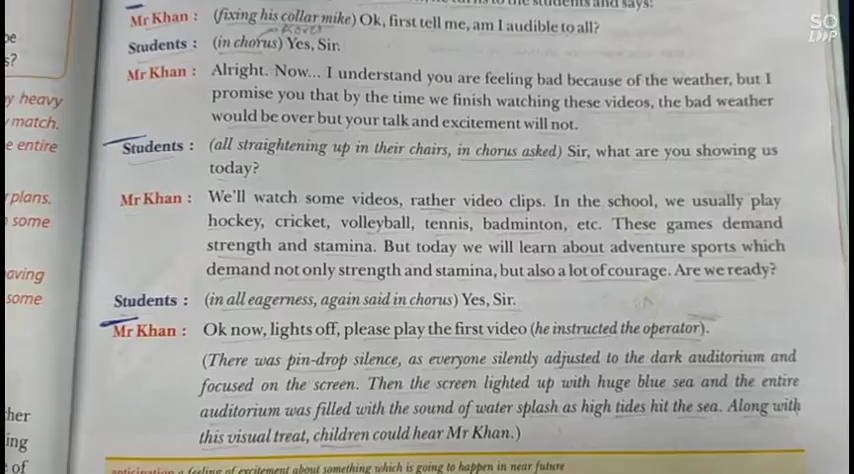 the students and says:
Mr Khan : (fixing his collar mike) Ok, first tell me, am I audible to all?
Students : (in chorus) Yes, Sir.
Mr Khan : Alright. Now... I understand you are feeling bad because of the weather, but I
promise you that by the time we finish watching these videos, the bad weather
would be over but your talk and excitement will not.
Students : (all straightening up in their chairs, in chorus asked) Sir, what are you showing us
today?
Mr Khan : We'll watch some videos, rather video clips. In the school, we usually play
hockey, cricket, volleyball, tennis, badminton, etc. These games demand
strength and stamina. But today we will learn about adventure sports which
demand not only strength and stamina, but also a lot of courage. Are we ready?
Students : (in all eagerness, again said in chorus) Yes, Sir.
Mr Khan : Ok now, lights off, please play the first video (he instructed the operator).
(There was pin-drop silence, as everyone silently adjusted to the dark auditorium and
focused on the screen. Then the screen lighted up with huge blue sea and the entire
auditorium was filled with the sound of water splash as high tides hit the sea. Along with
this visual treat, children could hear Mr Khan.)
anticipation a feeling of excitement about something which is going to happen in near future
s?
y heavy
match.
e entire
plans.
some
aving
some
ing
of